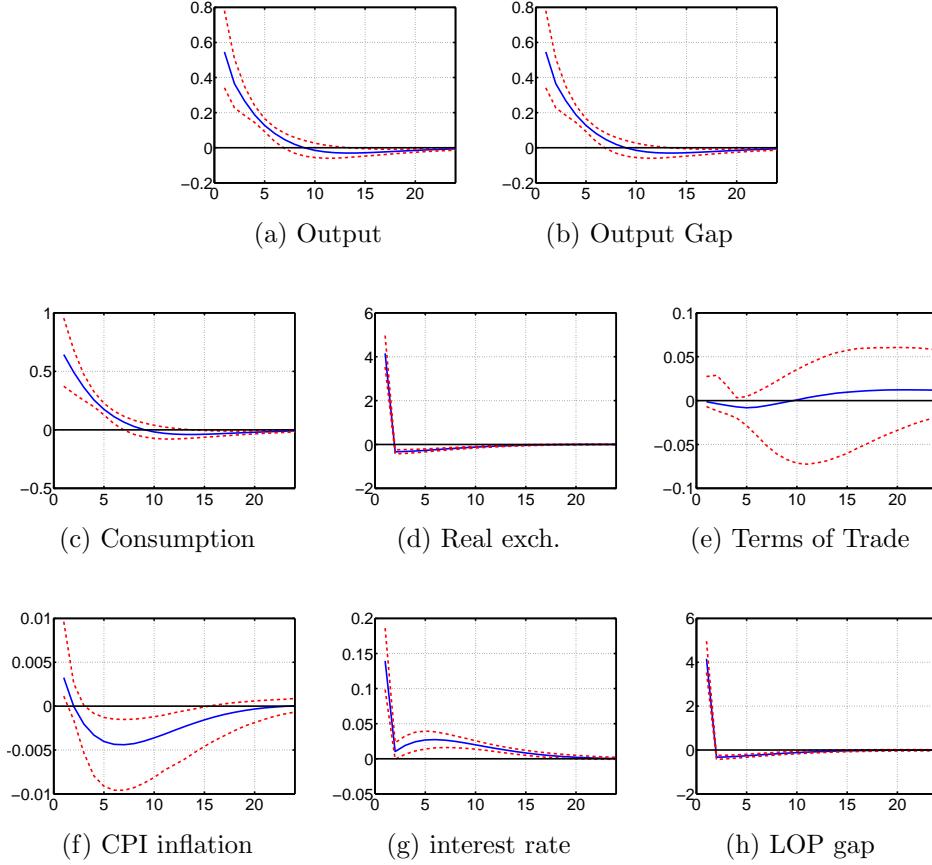 0.8 0.8
0.6 0.6
0.4 0.4
0.2 0.2
0 0
−0.2 −0.2
0 5 10 15 20 0 5 10 15 20
(a) Output (b) Output Gap
1 6 0.1
0.5 4 0.05
0 2 0
−0.5 0 −0.05
−2 −0.1
0 5 10 15 20 0 5 10 15 20 0 5 10 15 20
(c) Consumption (d) Real exch. (e) Terms of Trade
0.01 0.2 6
0.005 0.15 4
0 0.1 2
-0.005 0.05 0
-0.01 0 −2
−0.05
0 5 10 15 20 0 5 10 15 20 0 5 10 15 20
(f) CPI inflation (g) interest rate (h) LOP gap